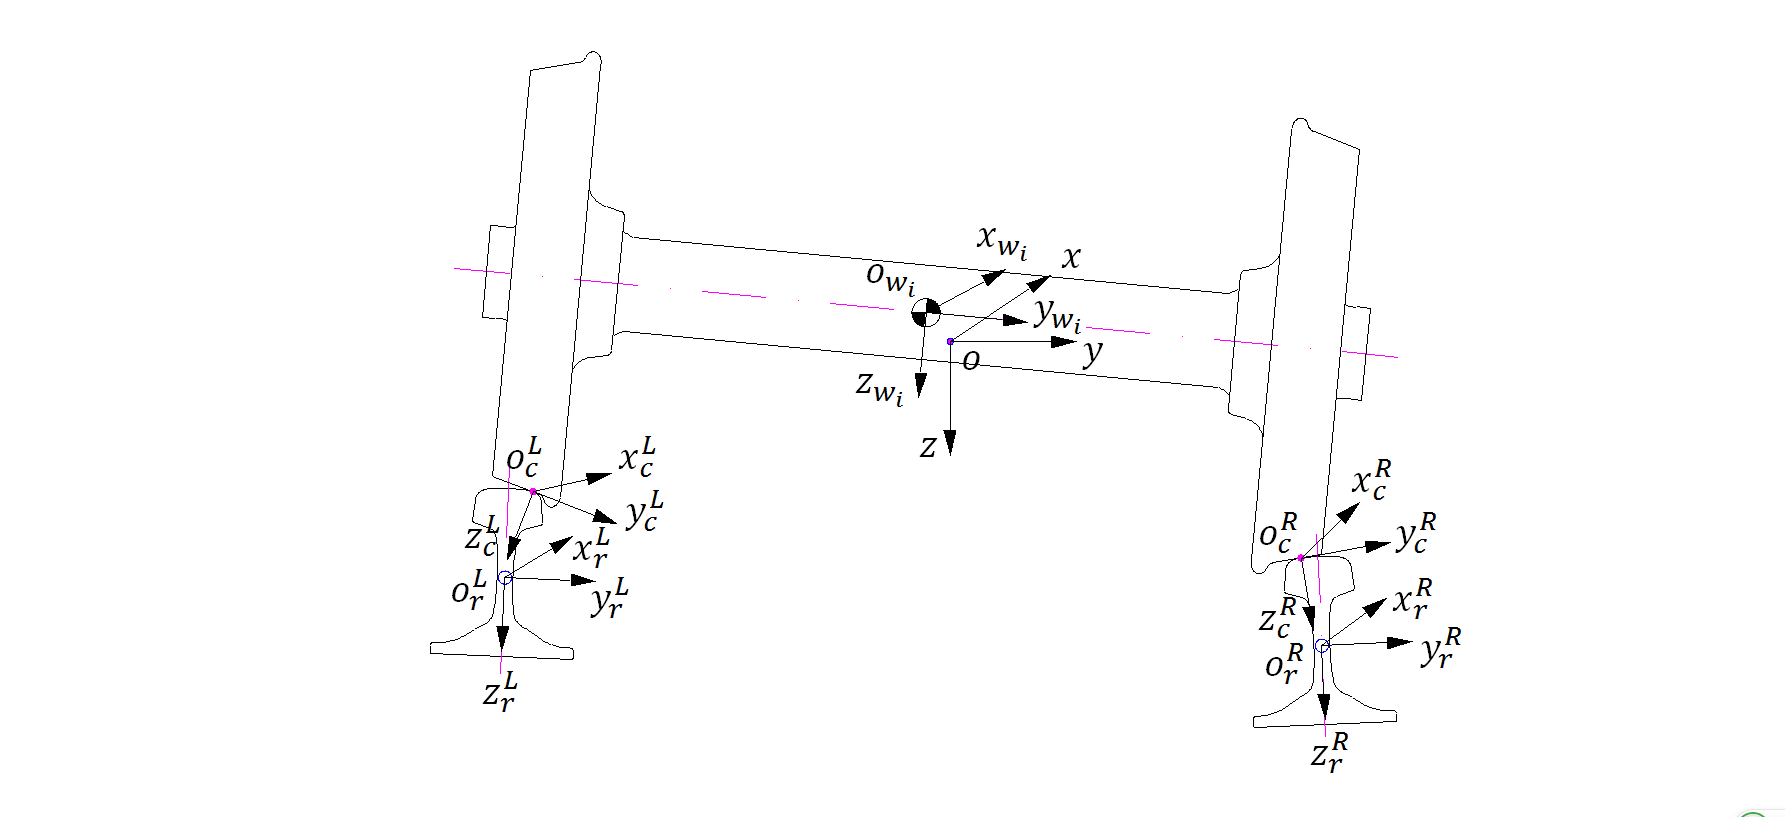 x_{w_i}
x
o_{w_i}
y_{w_i}
y
o
z_{w_i}
z
o_c^L
x_c^L
y_c^L
z_c^L
x_r^L
o_r^L
y_r^L
z_r^L
x_c^R
o_c^R
y_c^R
z_c^R
x_r^R
y_r^R
o_r^R
z_r^R